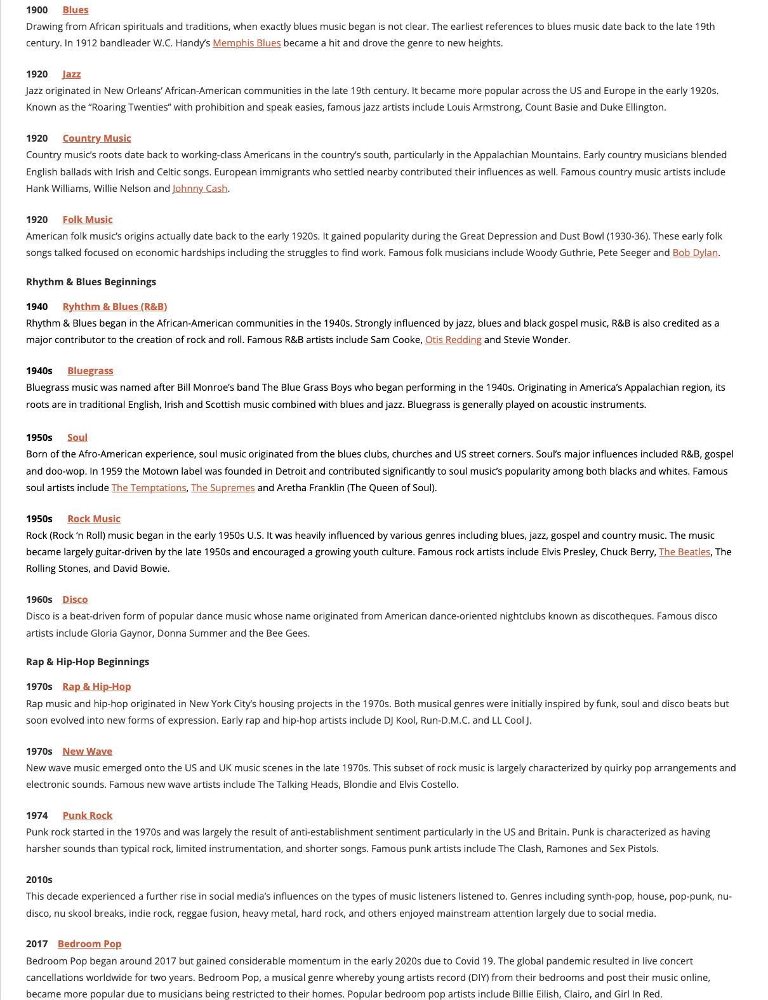 1900 Blues
Drawing from African spirituals and traditions, when exactly blues music began is not clear. The earliest references to blues music date back to the late 19th
century. In 1912 bandleader W.C. Handy’s Memphis Blues became a hit and drove the genre to new heights.
1920 Jazz
Jazz originated in New Orleans’ African-American communities in the late 19th century. It became more popular across the US and Europe in the early 1920s.
Known as the “Roaring Twenties” with prohibition and speak easies, famous jazz artists include Louis Armstrong, Count Basie and Duke Ellington.
1920 Country Music
Country music’s roots date back to working-class Americans in the country’s south, particularly in the Appalachian Mountains. Early country musicians blended
English ballads with Irish and Celtic songs. European immigrants who settled nearby contributed their influences as well. Famous country music artists include
Hank Williams, Willie Nelson and Johnny Cash.
1920 Folk Music
American folk music’s origins actually date back to the early 1920s. It gained popularity during the Great Depression and Dust Bowl (1930-36). These early folk
songs talked focused on economic hardships including the struggles to find work. Famous folk musicians include Woody Guthrie, Pete Seeger and Bob Dylan.
Rhythm & Blues Beginnings
1940 Ryhthm & Blues (R&B)
Rhythm & Blues began in the African-American communities in the 1940s. Strongly influenced by jazz, blues and black gospel music, R&B is also credited as a
major contributor to the creation of rock and roll. Famous R&B artists include Sam Cooke, Otis Redding and Stevie Wonder.
1940s Bluegrass
Bluegrass music was named after Bill Monroe’s band The Blue Grass Boys who began performing in the 1940s. Originating in America’s Appalachian region, its
roots are in traditional English, Irish and Scottish music combined with blues and jazz. Bluegrass is generally played on acoustic instruments.
1950s Soul
Born of the Afro-American experience, soul music originated from the blues clubs, churches and US street corners. Soul’s major influences included R&B, gospel
and doo-wop. In 1959 the Motown label was founded in Detroit and contributed significantly to soul music’s popularity among both blacks and whites. Famous
soul artists include The Temptations, The Supremes and Aretha Franklin (The Queen of Soul).
1950s Rock Music
Rock (Rock ‘n Roll) music began in the early 1950s U.S. It was heavily influenced by various genres including blues, jazz, gospel and country music. The music
became largely guitar-driven by the late 1950s and encouraged a growing youth culture. Famous rock artists include Elvis Presley, Chuck Berry, The Beatles, The
Rolling Stones, and David Bowie.
1960s Disco
Disco is a beat-driven form of popular dance music whose name originated from American dance-oriented nightclubs known as discotheques. Famous disco
artists include Gloria Gaynor, Donna Summer and the Bee Gees.
Rap & Hip-Hop Beginnings
1970s Rap & Hip-Hop
Rap music and hip-hop originated in New York City’s housing projects in the 1970s. Both musical genres were initially inspired by funk, soul and disco beats but
soon evolved into new forms of expression. Early rap and hip-hop artists include DJ Kool, Run-D.M.C. and LL Cool J.
1970s New Wave
New wave music emerged onto the US and UK music scenes in the late 1970s. This subset of rock music is largely characterized by quirky pop arrangements and
electronic sounds. Famous new wave artists include The Talking Heads, Blondie and Elvis Costello.
1974 Punk Rock
Punk rock started in the 1970s and was largely the result of anti-establishment sentiment particularly in the US and Britain. Punk is characterized as having
harsher sounds than typical rock, limited instrumentation, and shorter songs. Famous punk artists include The Clash, Ramones and Sex Pistols.
2010s
This decade experienced a further rise in social media’s influences on the types of music listeners listened to. Genres including synth-pop, house, pop-punk, nu-
disco, nu skool breaks, indie rock, reggae fusion, heavy metal, hard rock, and others enjoyed mainstream attention largely due to social media.
2017 Bedroom Pop
Bedroom Pop began around 2017 but gained considerable momentum in the early 2020s due to Covid 19. The global pandemic resulted in live concert
cancellations worldwide for two years. Bedroom Pop, a musical genre whereby young artists record (DIY) from their bedrooms and post their music online,
became more popular due to musicians being restricted to their homes. Popular bedroom pop artists include Billie Eilish, Clairo, and Girl In Red.